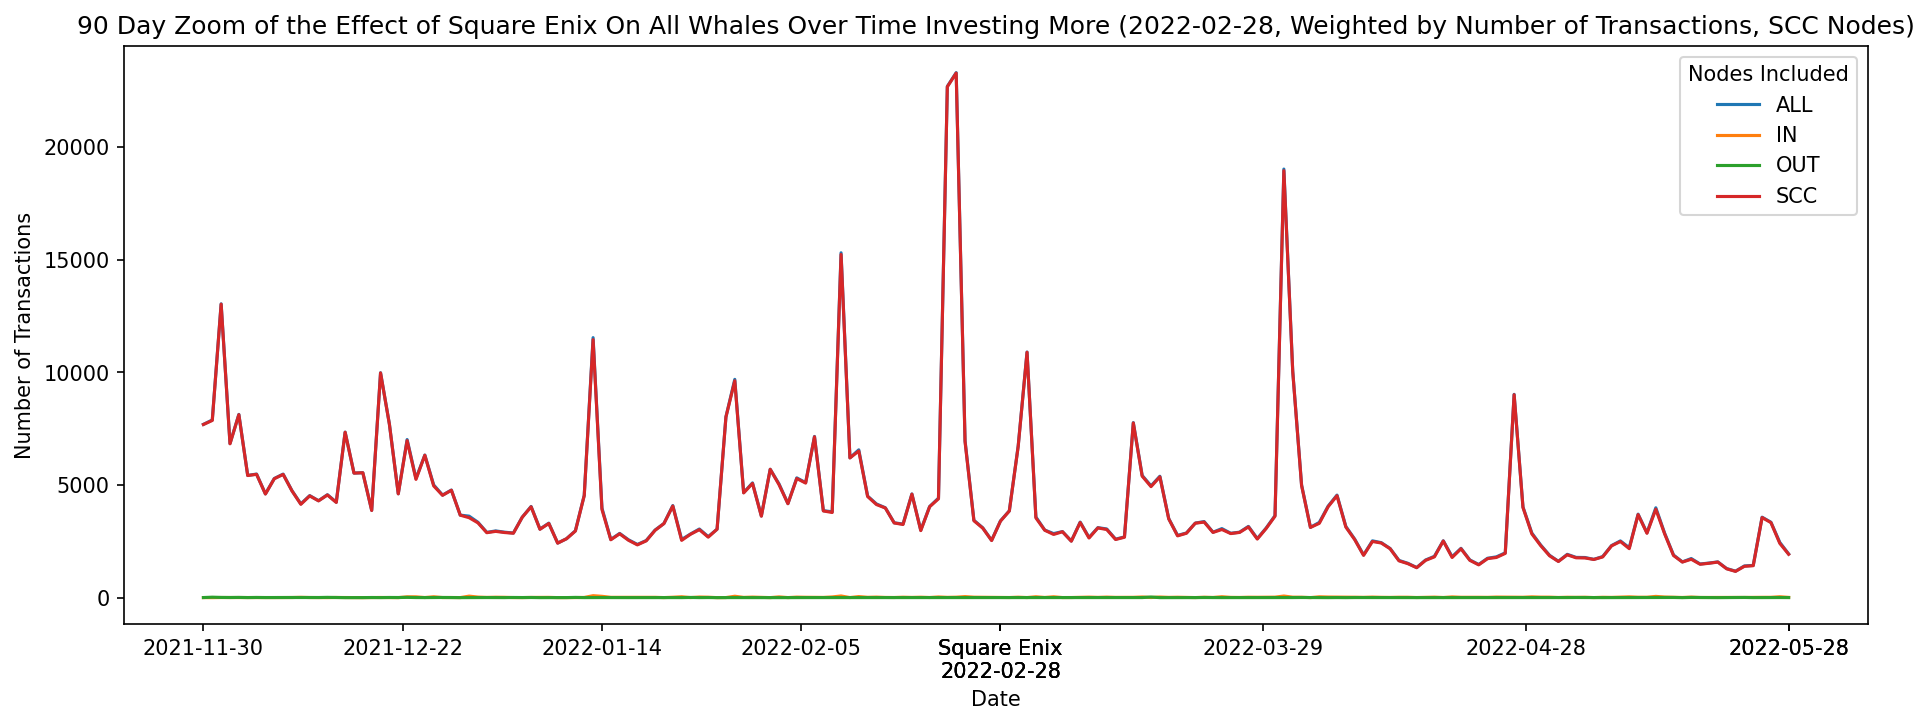 90 Day Zoom of the Effect of Square Enix On All Whales Over Time Investing More (2022-02-28, Weighted by Number of Transactions, SCC Nodes)
Nodes Included
ALL
IN
OUT
SCC
Number of Transactions
20000
15000
10000
5000
0
2021-11-30
2021-12-22
2022-01-14
2022-02-05
Square Enix
2022-02-28
2022-03-29
2022-04-28
2022-05-28
Date